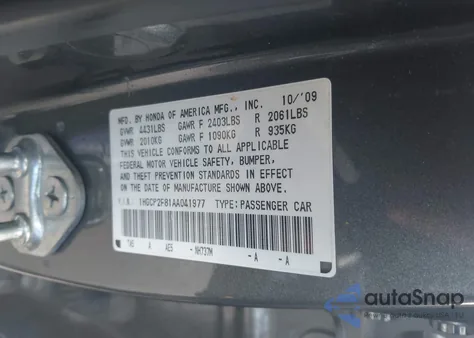 MFD. BY HONDA OF AMERICA MFG., INC. 10/'09
GVWR 4431LBS GAWR F 2403LBS R 2061LBS
GVWR 2010KG GAWR F 1090KG R 935KG
THIS VEHICLE CONFORMS TO ALL APPLICABLE
FEDERAL MOTOR VEHICLE SAFETY, BUMPER,
AND THEFT PREVENTION STANDARDS IN EFFECT
ON THE DATE OF MANUFACTURE SHOWN ABOVE.
V.I.N.: 1HGCP2F81AA041977 TYPE: PASSENGER CAR
A AE5 - NH737M - A - A
autoSnap